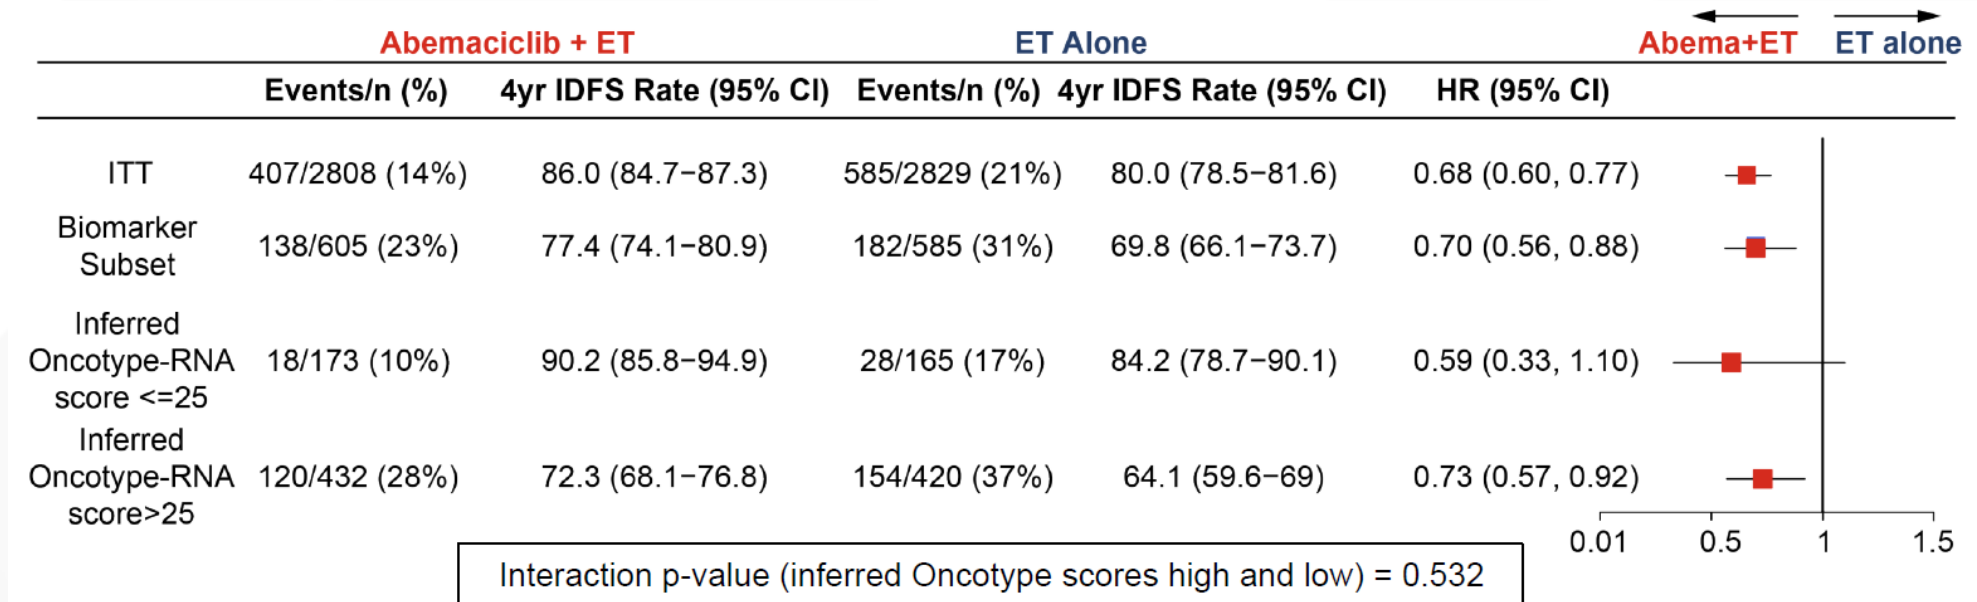 Abemaciclib + ET ET Alone Abema+ET ET alone
Events/n (%) 4yr IDFS Rate (95% CI) Events/n (%) 4yr IDFS Rate (95% CI) HR (95% CI)
ITT 407/2808 (14%) 86.0 (84.7−87.3) 585/2829 (21%) 80.0 (78.5−81.6) 0.68 (0.60, 0.77)
Biomarker
Subset
138/605 (23%) 77.4 (74.1−80.9) 182/585 (31%) 69.8 (66.1−73.7) 0.70 (0.56, 0.88)
Inferred
Oncotype-RNA
score <=25
18/173 (10%) 90.2 (85.8−94.9) 28/165 (17%) 84.2 (78.7−90.1) 0.59 (0.33, 1.10)
Inferred
Oncotype-RNA
score>25
120/432 (28%) 72.3 (68.1−76.8) 154/420 (37%) 64.1 (59.6−69) 0.73 (0.57, 0.92)
0.01 0.5 1 1.5
Interaction p-value (inferred Oncotype scores high and low) = 0.532